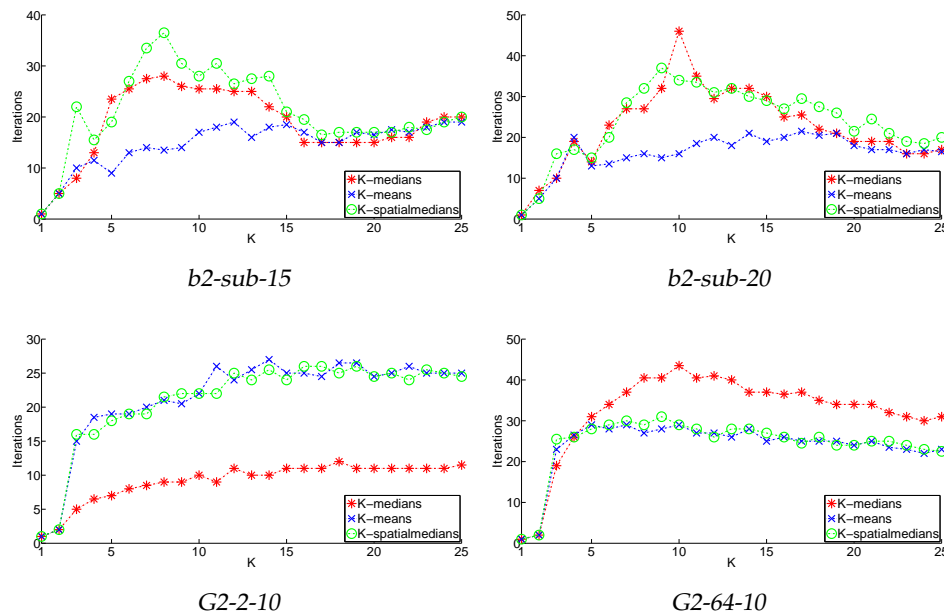 40
30
20
10
0
Iterations
1 5 10 15 20 25
K
K-medians
K-means
K-spatialmedians
b2-sub-15
50
40
30
20
10
0
Iterations
1 5 10 15 20 25
K
K-medians
K-means
K-spatialmedians
b2-sub-20
30
25
20
15
10
5
0
Iterations
1 5 10 15 20 25
K
K-medians
K-means
K-spatialmedians
G2-2-10
50
40
30
20
10
0
Iterations
1 5 10 15 20 25
K
K-medians
K-means
K-spatialmedians
G2-64-10